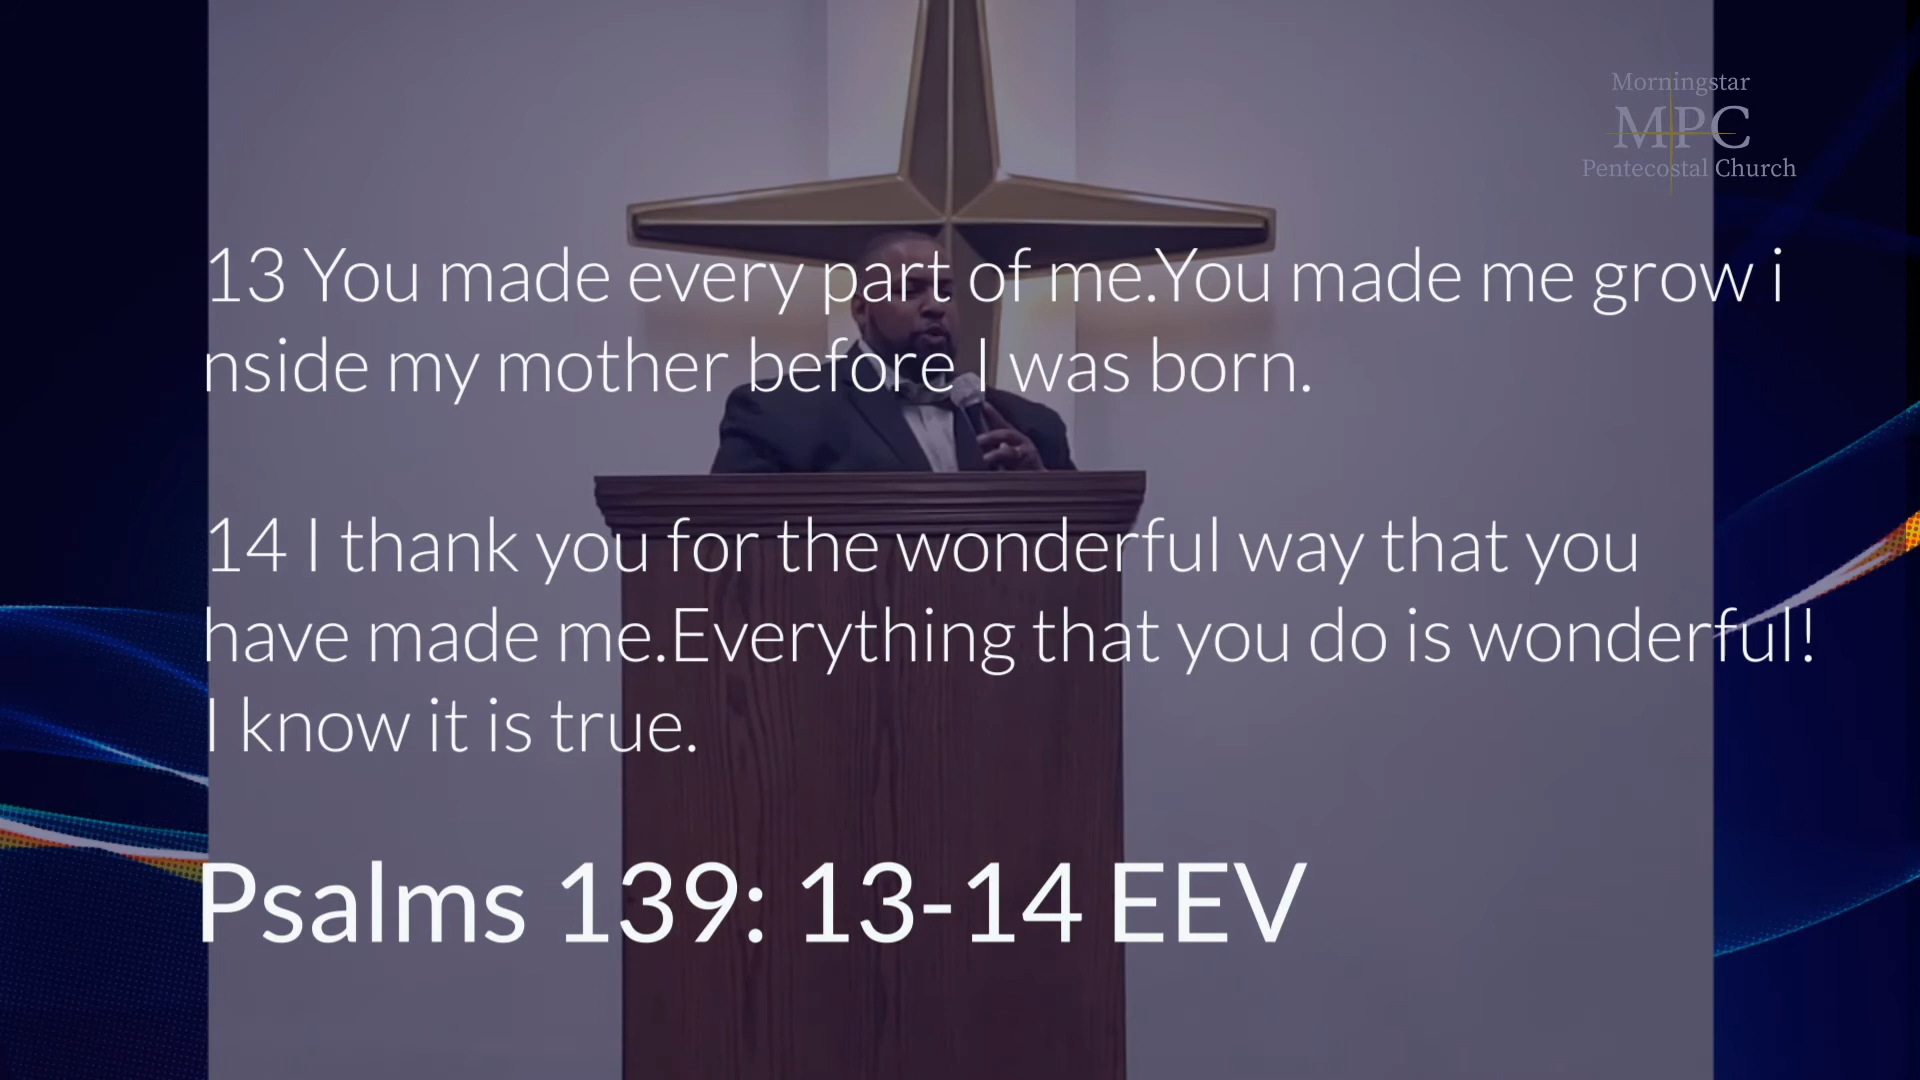 Morningstar
MPC
Pentecostal Church
13 You made every part of me.You made me grow i
nside my mother before I was born.
14 I thank you for the wonderful way that you
have made me.Everything that you do is wonderful!
I know it is true.
Psalms 139: 13-14 EEV